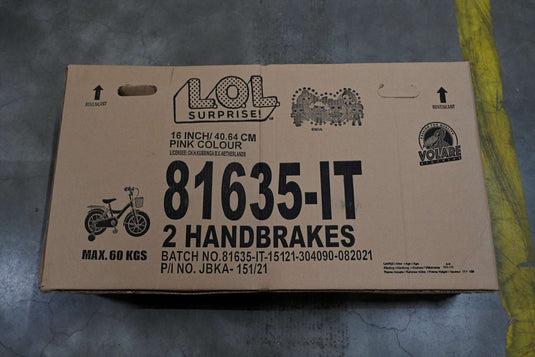 L.O.L.
SURPRISE!
16 INCH/ 40.64 CM
PINK COLOUR
VOLARE
81635-IT
2 HANDBRAKES
MAX. 60 KGS
BATCH NO.81635-IT-15121-304090-082021
P/I NO. JBKA- 151/21